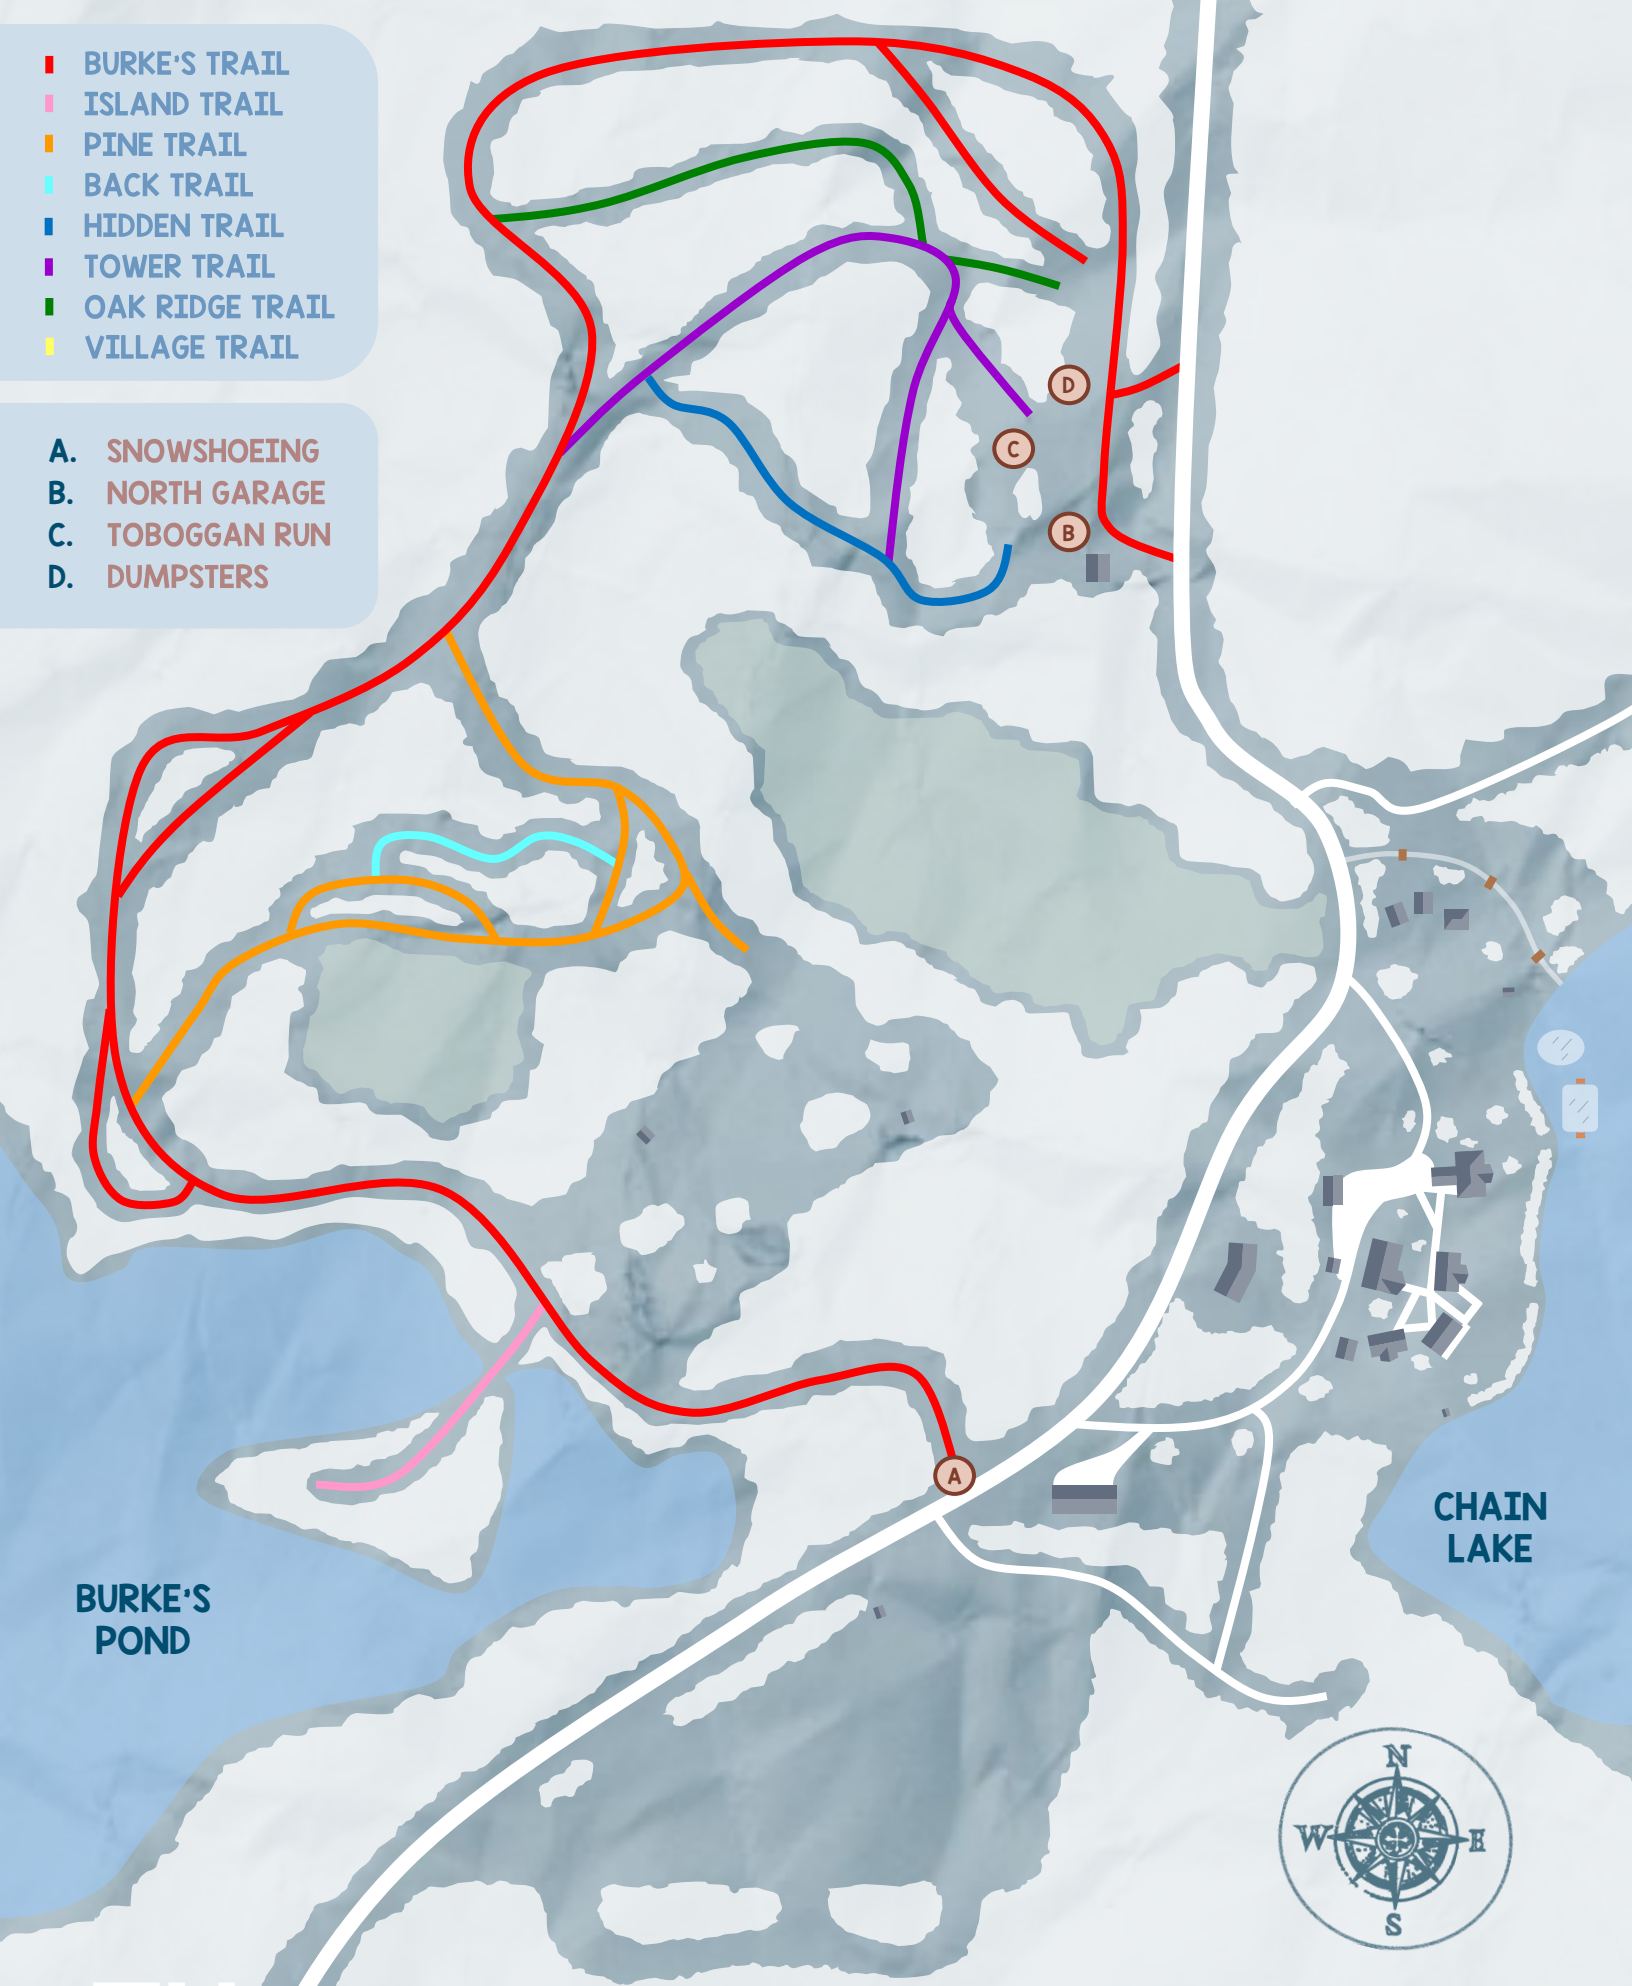 BURKE'S TRAIL
ISLAND TRAIL
PINE TRAIL
BACK TRAIL
HIDDEN TRAIL
TOWER TRAIL
OAK RIDGE TRAIL
VILLAGE TRAIL
A. SNOWSHOEING
B. NORTH GARAGE
C. TOBOGGAN RUN
D. DUMPSTERS
D
C
B
A
CHAIN
LAKE
BURKE'S
POND
N
W E
S